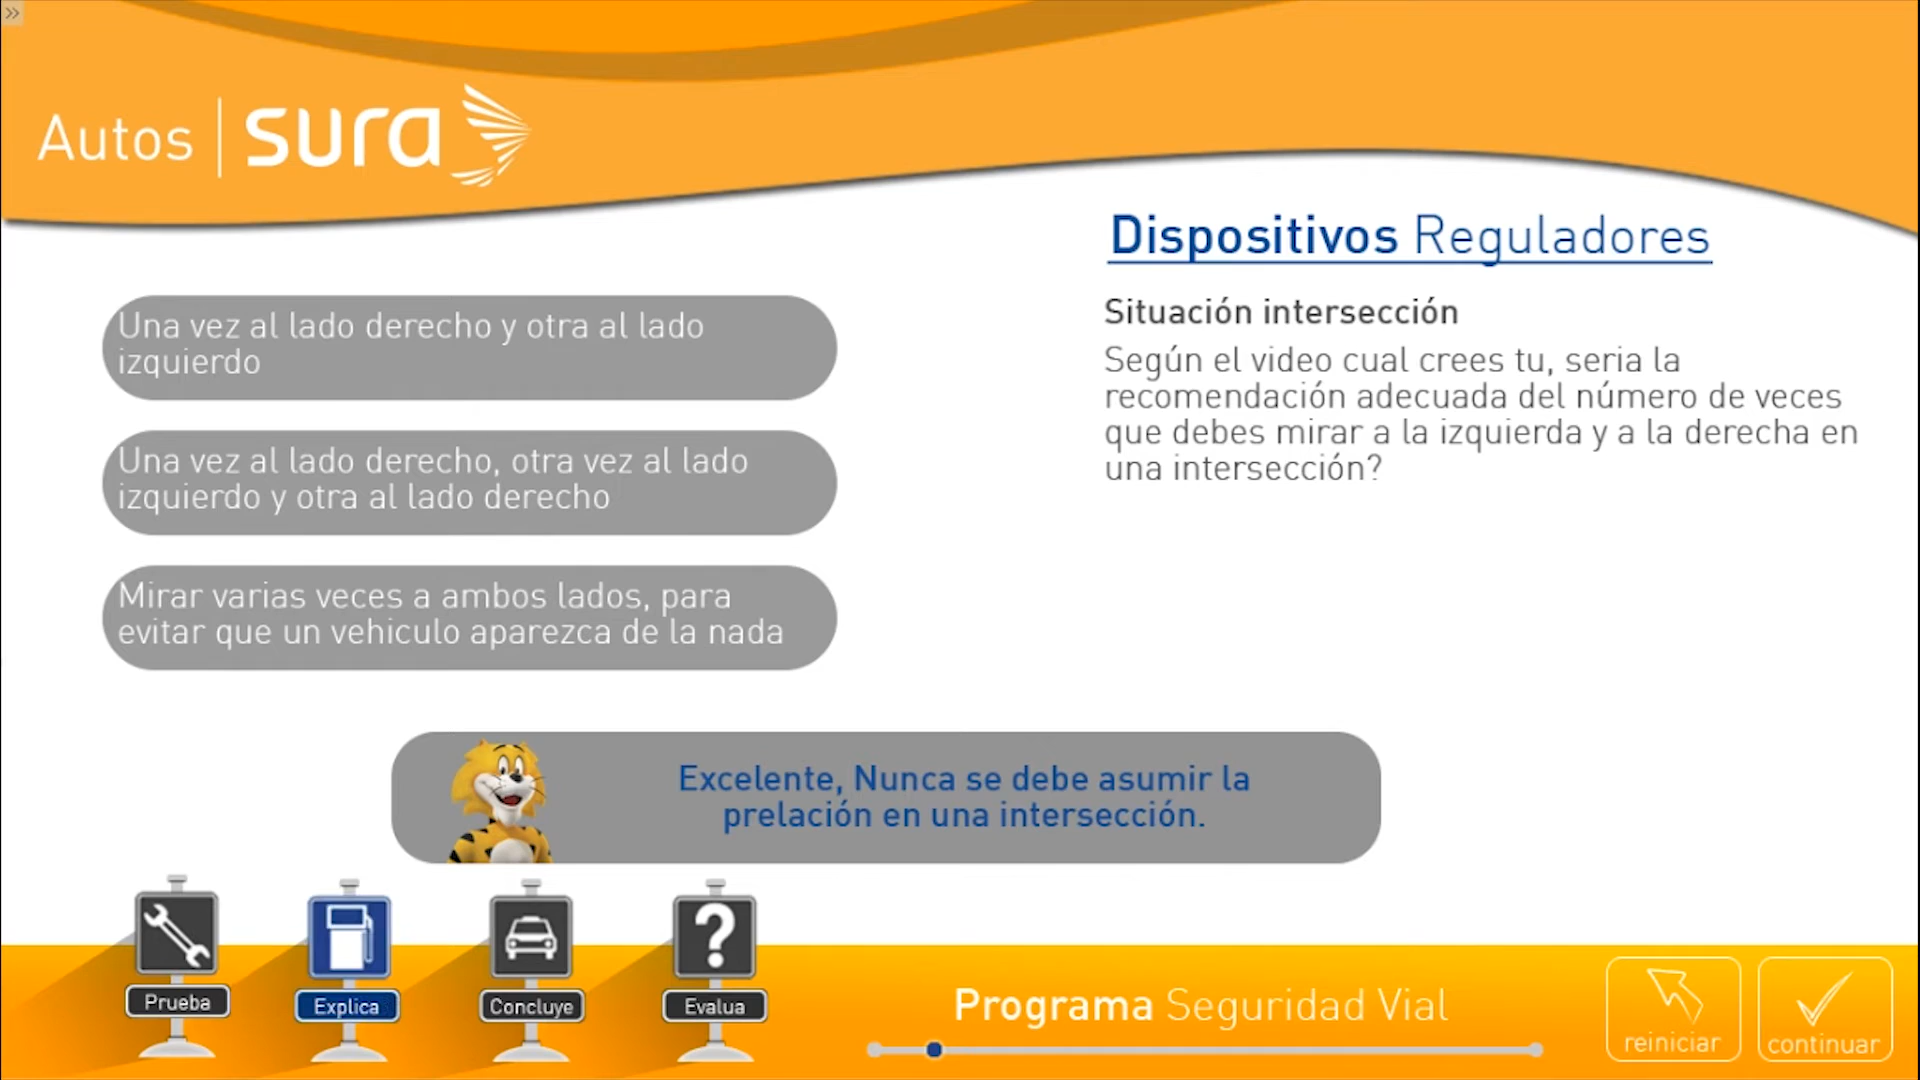 »
Autos | sura
Dispositivos Reguladores
Situación intersección
Según el video cual crees tu, seria la
recomendación adecuada del número de veces
que debes mirar a la izquierda y a la derecha en
una intersección?
Una vez al lado derecho y otra al lado
izquierdo
Una vez al lado derecho, otra vez al lado
izquierdo y otra al lado derecho
Mirar varias veces a ambos lados, para
evitar que un vehiculo aparezca de la nada
Excelente, Nunca se debe asumir la
prelación en una intersección.
Prueba
Explica
Concluye
?
Evalua
Programa Seguridad Vial
reiniciar
continuar